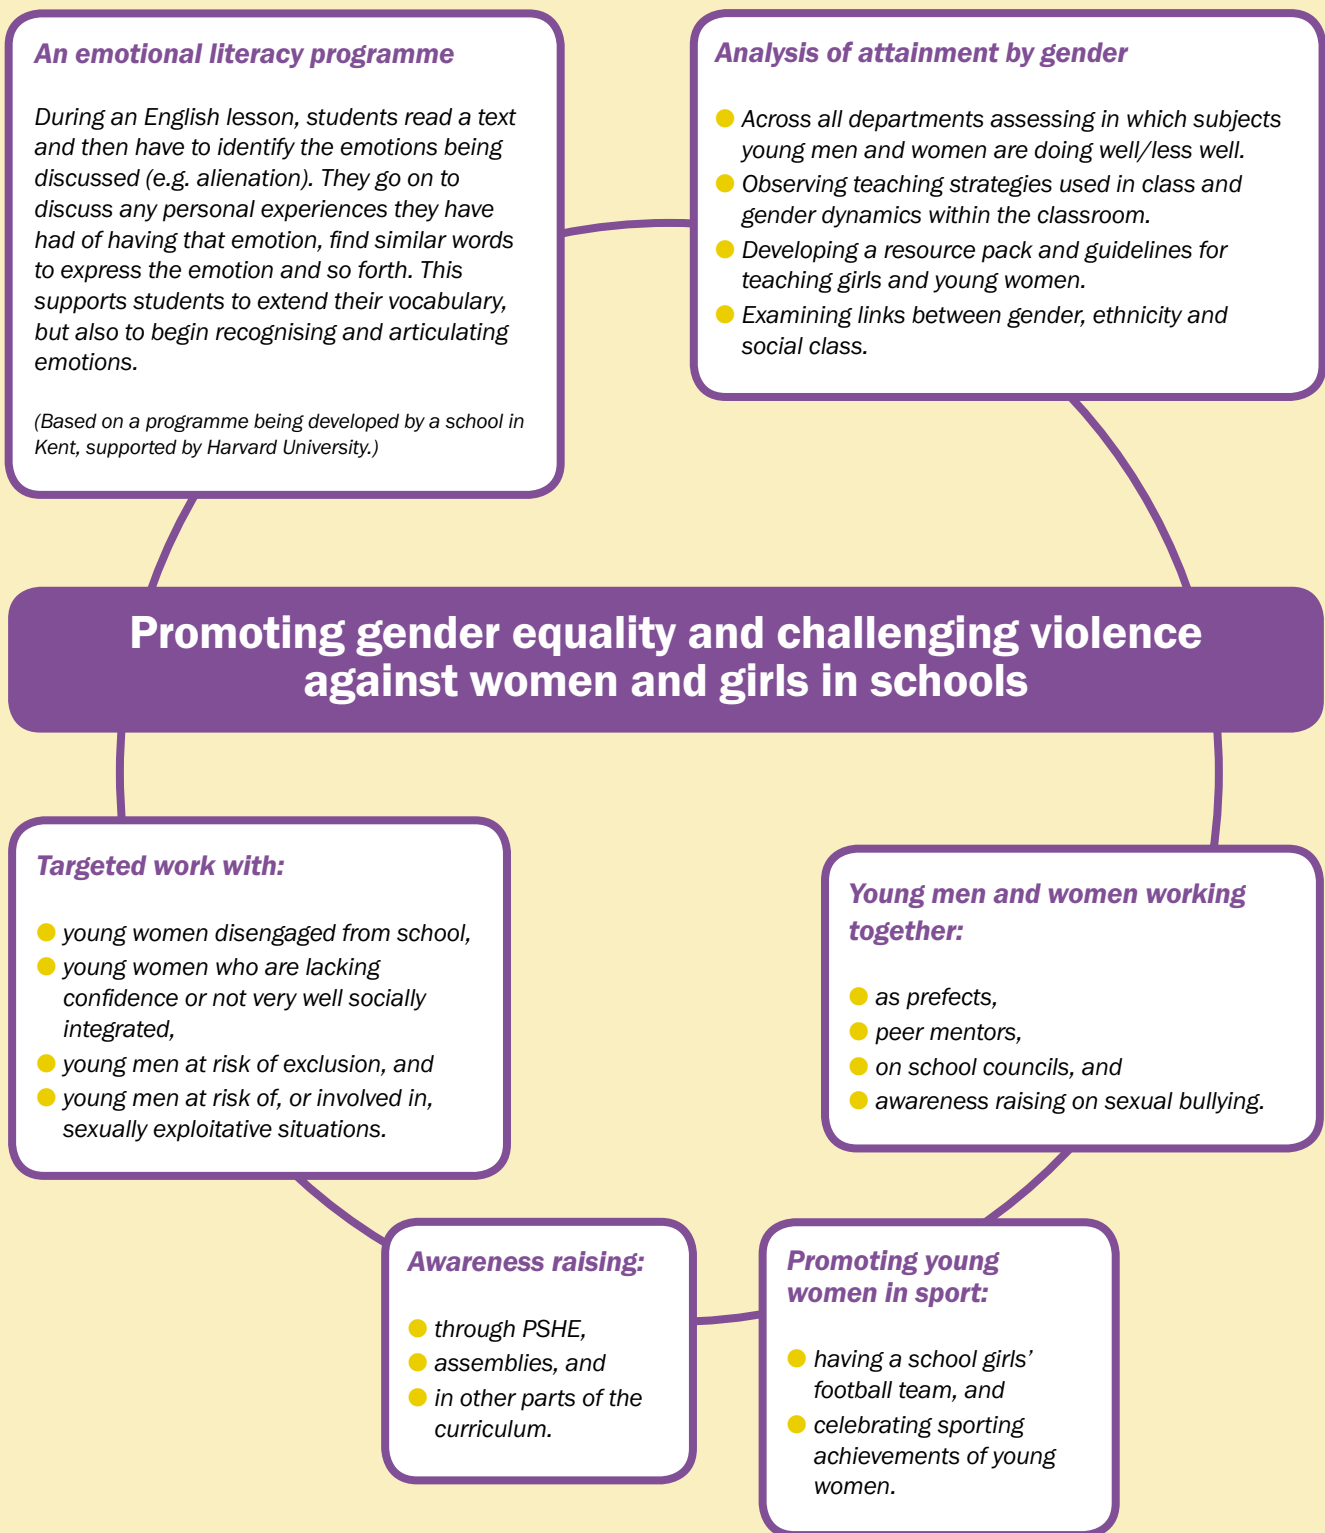 An emotional literacy programme
During an English lesson, students read a text
and then have to identify the emotions being
discussed (e.g. alienation). They go on to
discuss any personal experiences they have
had of having that emotion, find similar words
to express the emotion and so forth. This
supports students to extend their vocabulary,
but also to begin recognising and articulating
emotions.
(Based on a programme being developed by a school in
Kent, supported by Harvard University.)
Analysis of attainment by gender
● Across all departments assessing in which subjects
young men and women are doing well/less well.
● Observing teaching strategies used in class and
gender dynamics within the classroom.
● Developing a resource pack and guidelines for
teaching girls and young women.
● Examining links between gender, ethnicity and
social class.
Promoting gender equality and challenging violence
against women and girls in schools
Targeted work with:
● young women disengaged from school,
● young women who are lacking
confidence or not very well socially
integrated,
● young men at risk of exclusion, and
● young men at risk of, or involved in,
sexually exploitative situations.
Young men and women working
together:
● as prefects,
● peer mentors,
● on school councils, and
● awareness raising on sexual bullying.
Awareness raising:
● through PSHE,
● assemblies, and
● in other parts of the
curriculum.
Promoting young
women in sport:
● having a school girls’
football team, and
● celebrating sporting
achievements of young
women.